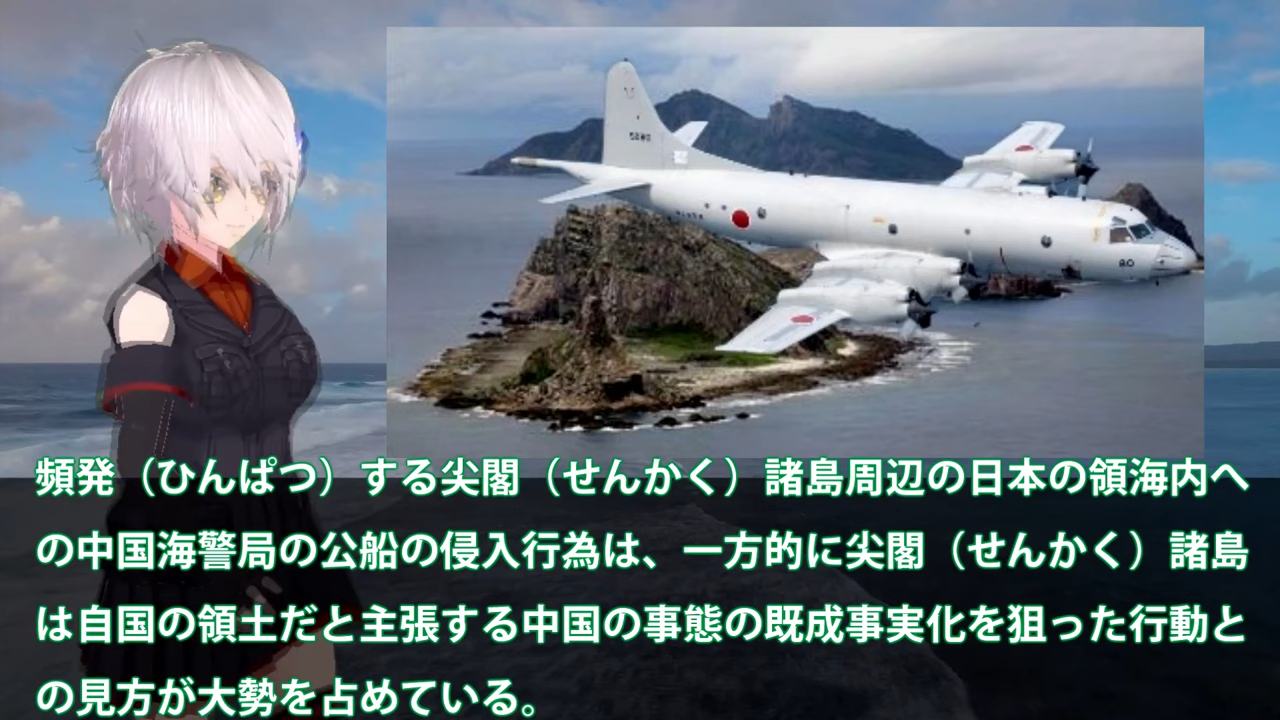 5080
80
頻発（ひんぱつ）する尖閣（せんかく）諸島周辺の日本の領海内へ
の中国海警局の公船の侵入行為は、一方的に尖閣（せんかく）諸島
は自国の領土だと主張する中国の事態の既成事実化を狙った行動と
の見方が大勢を占めている。